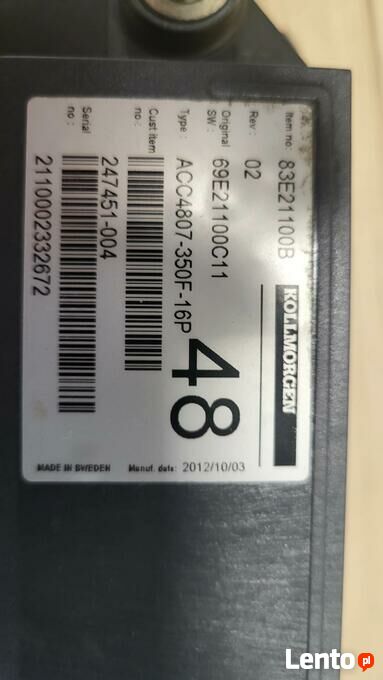 Item no: 83E21100B
KOLLMORGEN
Rev: 02
Original SW: 69E21100C11
Type: ACC4807-350F-16P
48
Cust item no.: 247451-004
Serial no: 2110002332672
MADE IN SWEDEN
Manuf. date: 2012/10/03
Lento.pl